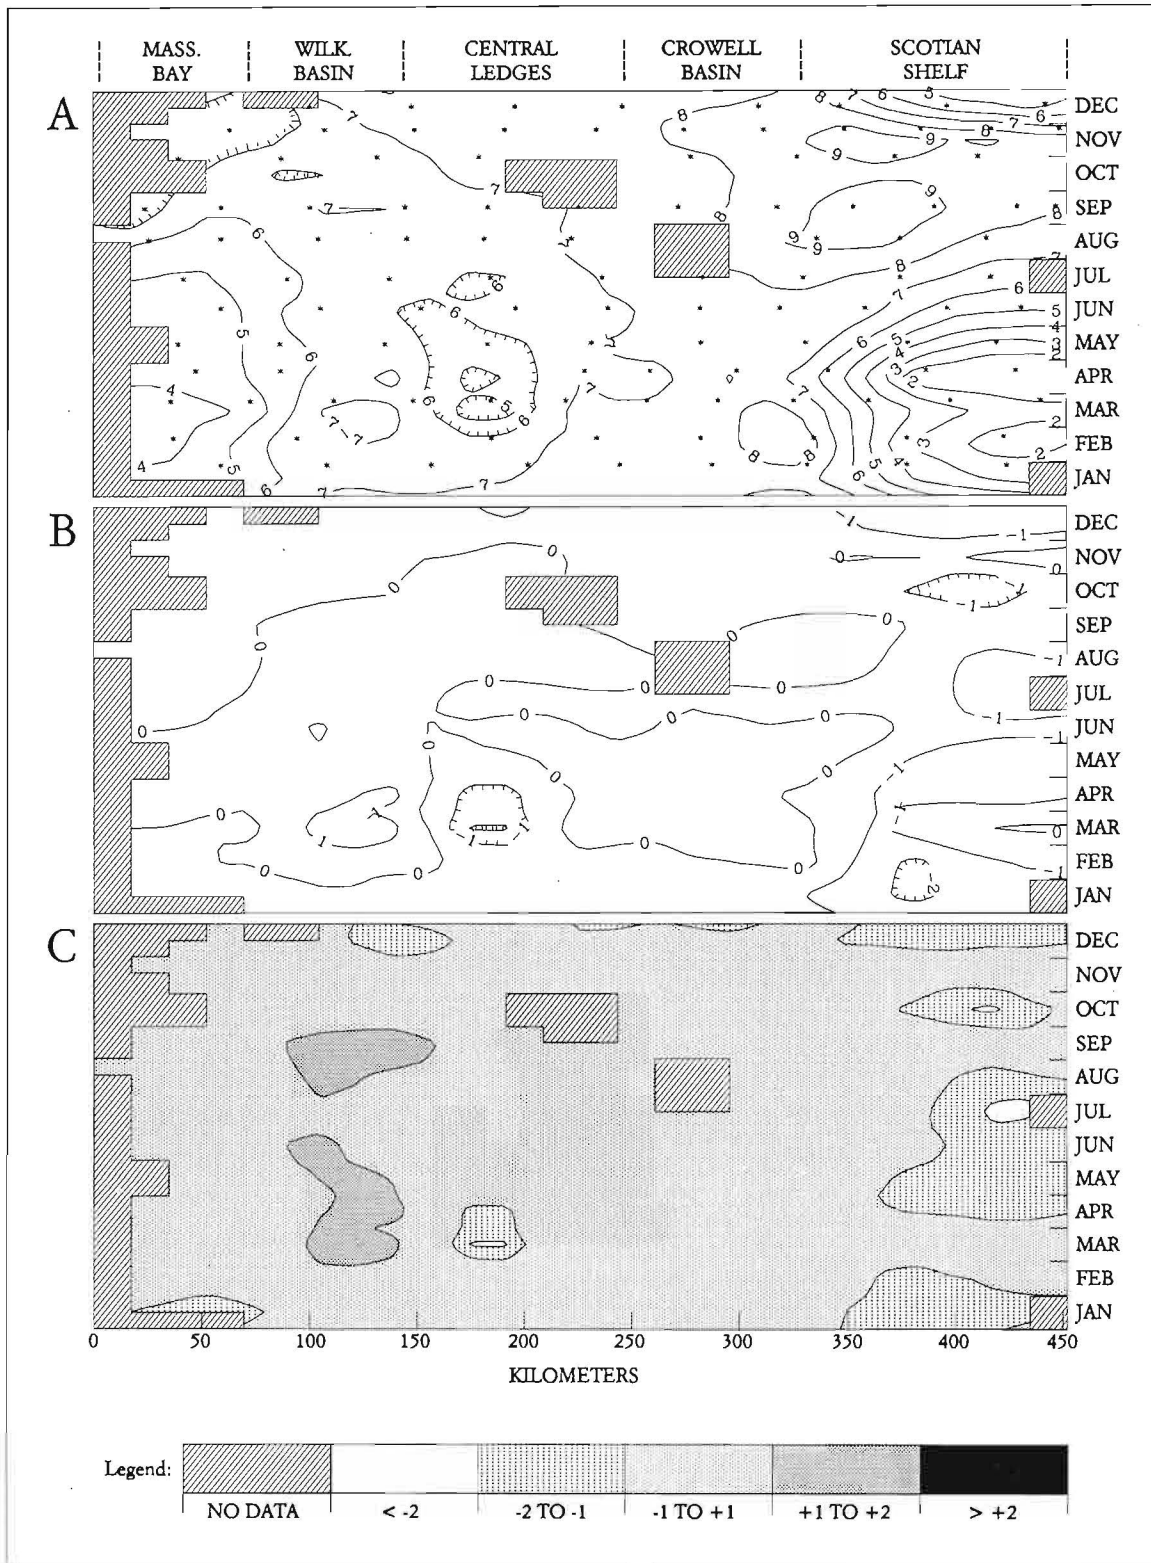 MASS. BAY
WILK. BASIN
CENTRAL LEDGES
CROWELL BASIN
SCOTIAN SHELF
A
DEC
NOV
OCT
SEP
AUG
JUL
JUN
MAY
APR
MAR
FEB
JAN
B
DEC
NOV
OCT
SEP
AUG
JUL
JUN
MAY
APR
MAR
FEB
JAN
C
DEC
NOV
OCT
SEP
AUG
JUL
JUN
MAY
APR
MAR
FEB
JAN
0 50 100 150 200 250 300 350 400 450
KILOMETERS
Legend:
NO DATA
< -2
-2 TO -1
-1 TO +1
+1 TO +2
> +2